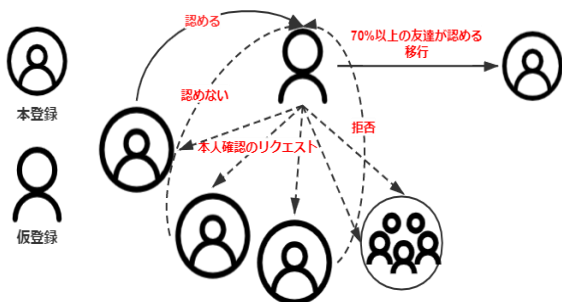 認める
70%以上の友達が認める
移行
認めない
本登録
拒否
本人確認のリクエスト
仮登録